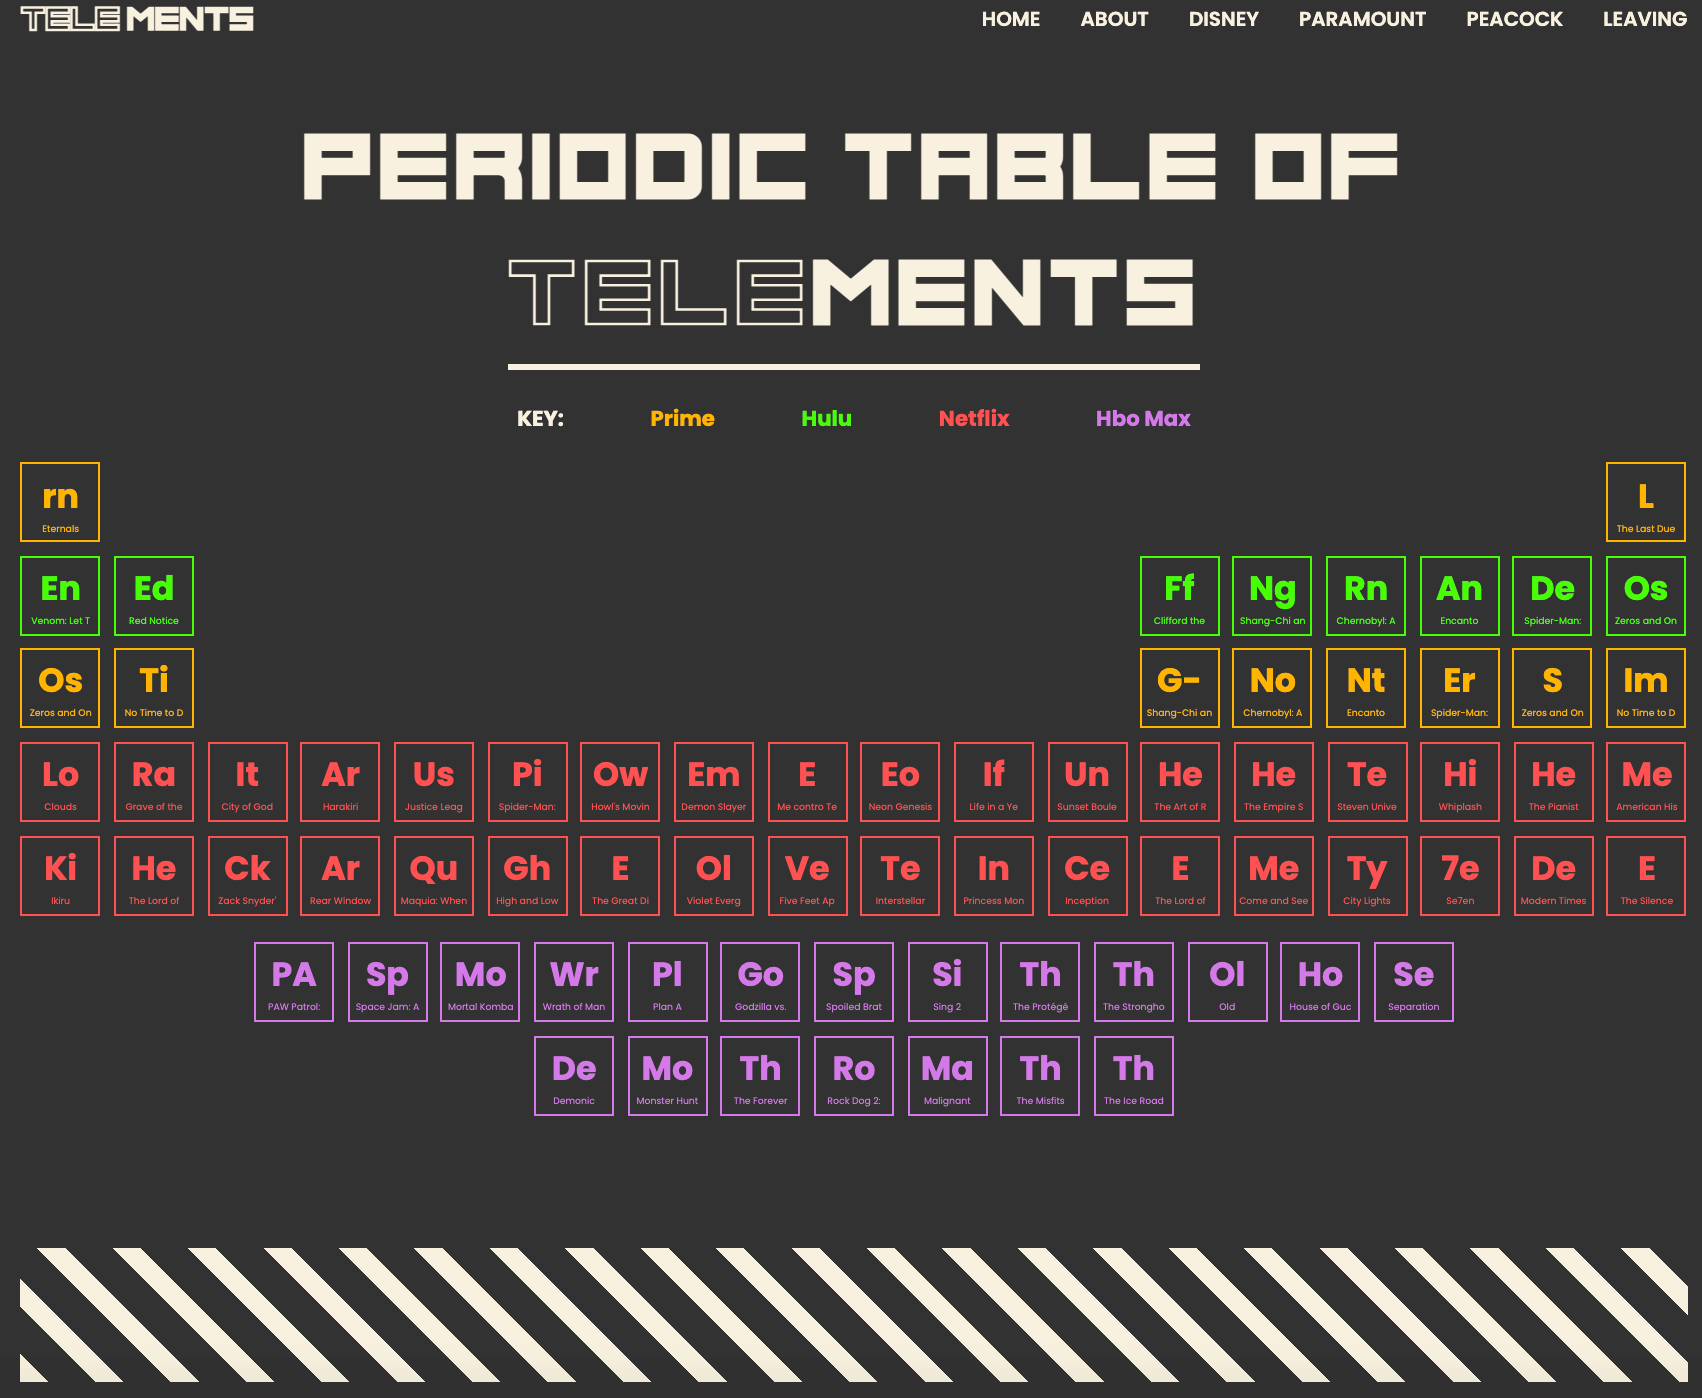 TELEMENTS HOME ABOUT DISNEY PARAMOUNT PEACOCK LEAVING
PERIODIC TABLE OF
TELEMENTS
KEY: Prime Hulu Netflix Hbo Max
rn L
Eternals The Last Due
En Ed Ff Ng Rn An De Os
Venom: Let T Red Notice Clifford the Shang-Chi an Chernobyl: A Encanto Spider-Man: Zeros and On
Os Ti G- No Nt Er S Im
Zeros and On No Time to D Shang-Chi an Chernobyl: A Encanto Spider-Man: Zeros and On No Time to D
Lo Ra It Ar Us Pi Ow Em E Eo If Un He He Te Hi He Me
Clouds Grave of the City of God Harakiri Justice Leag Spider-Man: Howl's Movin Demon Slayer Me contro Te Neon Genesis Life in a Ye Sunset Boule The Art of R The Empire S Steven Unive Whiplash The Pianist American His
Ki He Ck Ar Qu Gh E Ol Ve Te In Ce E Me Ty 7e De E
Ikiru The Lord of Zack Snyder' Rear Window Maquia: When High and Low The Great Di Violet Everg Five Feet Ap Interstellar Princess Mon Inception The Lord of Come and See City Lights Se7en Modern Times The Silence
PA Sp Mo Wr Pl Go Sp Si Th Th Ol Ho Se
PAW Patrol: Space Jam: A Mortal Komba Wrath of Man Plan A Godzilla vs. Spoiled Brat Sing 2 The Protégé The Strongho Old House of Guc Separation
De Mo Th Ro Ma Th Th
Demonic Monster Hunt The Forever Rock Dog 2: Malignant The Misfits The Ice Road